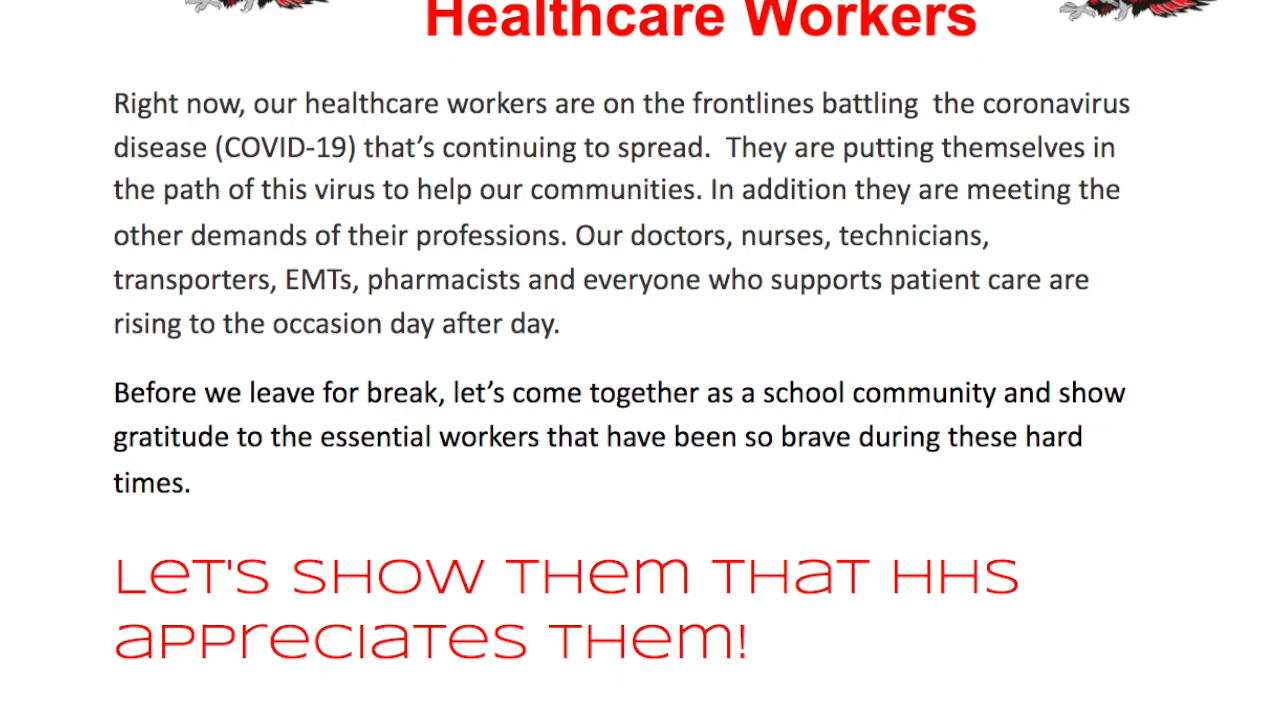 Healthcare Workers
Right now, our healthcare workers are on the frontlines battling  the coronavirus
disease (COVID-19) that’s continuing to spread.  They are putting themselves in
the path of this virus to help our communities. In addition they are meeting the
other demands of their professions. Our doctors, nurses, technicians,
transporters, EMTs, pharmacists and everyone who supports patient care are
rising to the occasion day after day.
Before we leave for break, let’s come together as a school community and show
gratitude to the essential workers that have been so brave during these hard
times.
Let's show them that HHS
appreciates them!